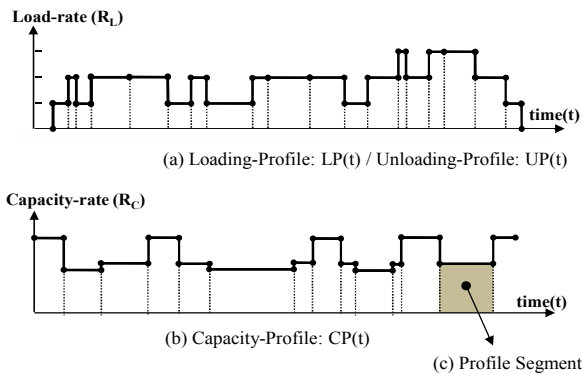 Load-rate (RL)
time(t)
(a) Loading-Profile: LP(t) / Unloading-Profile: UP(t)
Capacity-rate (RC)
time(t)
(b) Capacity-Profile: CP(t)
(c) Profile Segment